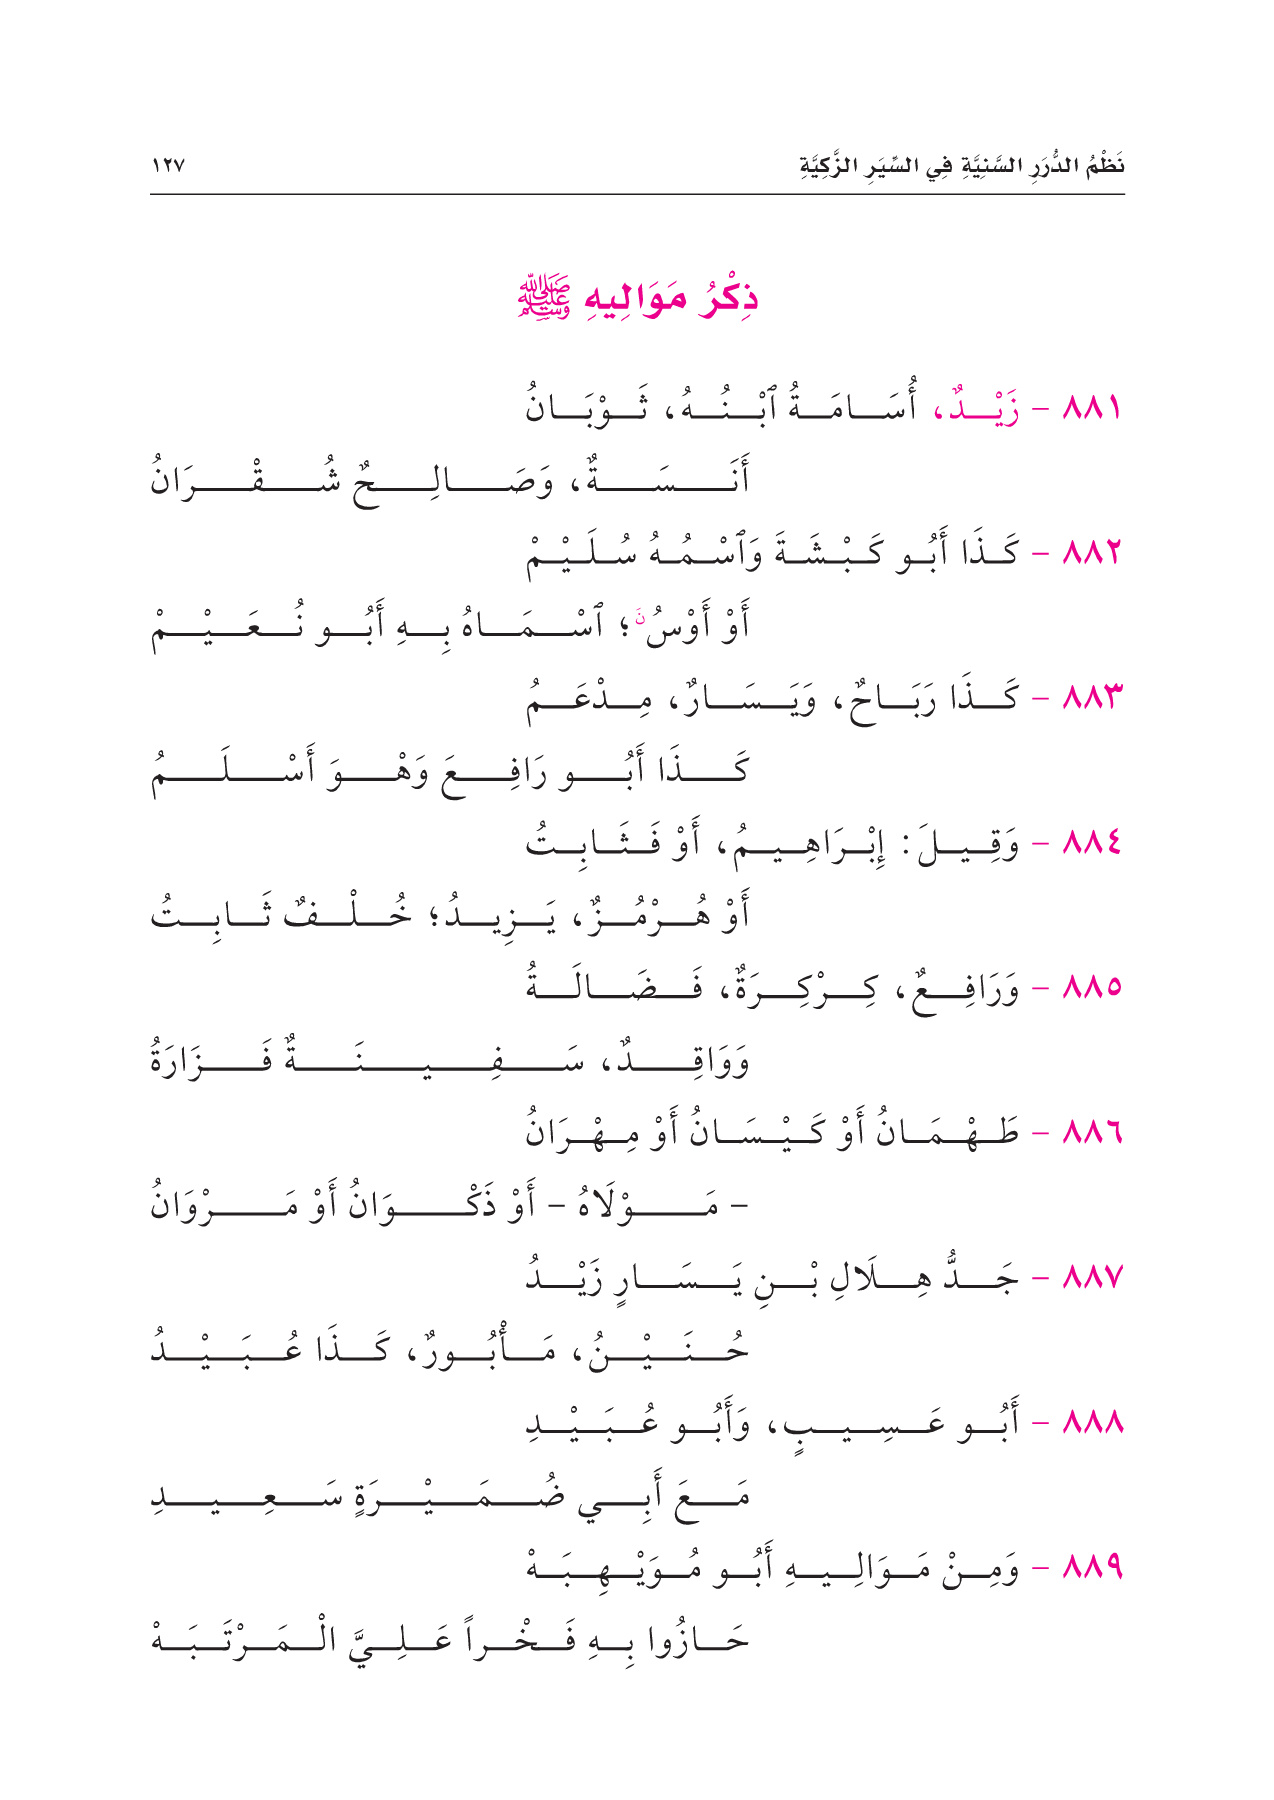 نَظْمُ الدُّرَرِ السَّنِيَّةِ فِي السِّيَرِ الزَّكِيَّةِ ١٢٧
ذِكْرُ مَوَالِيهِ ﷺ
٨٨١ - زَيْدٌ، أُسَامَةُ ٱبْنُهُ، ثَوْبَانُ
أَنَسَةٌ، وَصَالِحٌ شُقْرَانُ
٨٨٢ - كَذَا أَبُو كَبْشَةَ وَٱسْمُهُ سُلَيْمْ
أَوْ أَوْسُ نَ؛ ٱسْمَاهُ بِهِ أَبُو نُعَيْمْ
٨٨٣ - كَذَا رَبَاحٌ، وَيَسَارٌ، مِدْعَمُ
كَذَا أَبُو رَافِعَ وَهْوَ أَسْلَمُ
٨٨٤ - وَقِيلَ: إِبْرَاهِيمُ، أَوْ فَثَابِتُ
أَوْ هُرْمُزٌ، يَزِيدُ؛ خُلْفٌ ثَابِتُ
٨٨٥ - وَرَافِعٌ، كِرْكِرَةٌ، فَضَالَةُ
وَوَاقِدٌ، سَفِينَةٌ فَزَارَةُ
٨٨٦ - طَهْمَانُ أَوْ كَيْسَانُ أَوْ مِهْرَانُ
- مَوْلَاهُ - أَوْ ذَكْوَانُ أَوْ مَرْوَانُ
٨٨٧ - جَدُّ هِلَالِ بْنِ يَسَارٍ زَيْدُ
حُنَيْنُ، مَأْبُورٌ، كَذَا عُبَيْدُ
٨٨٨ - أَبُو عَسِيبٍ، وَأَبُو عُبَيْدِ
مَعَ أَبِي ضُمَيْرَةٍ سَعِيدِ
٨٨٩ - وَمِنْ مَوَالِيهِ أَبُو مُوَيْهِبَهْ
حَازُوا بِهِ فَخْراً عَلِيَّ الْمَرْتَبَهْ